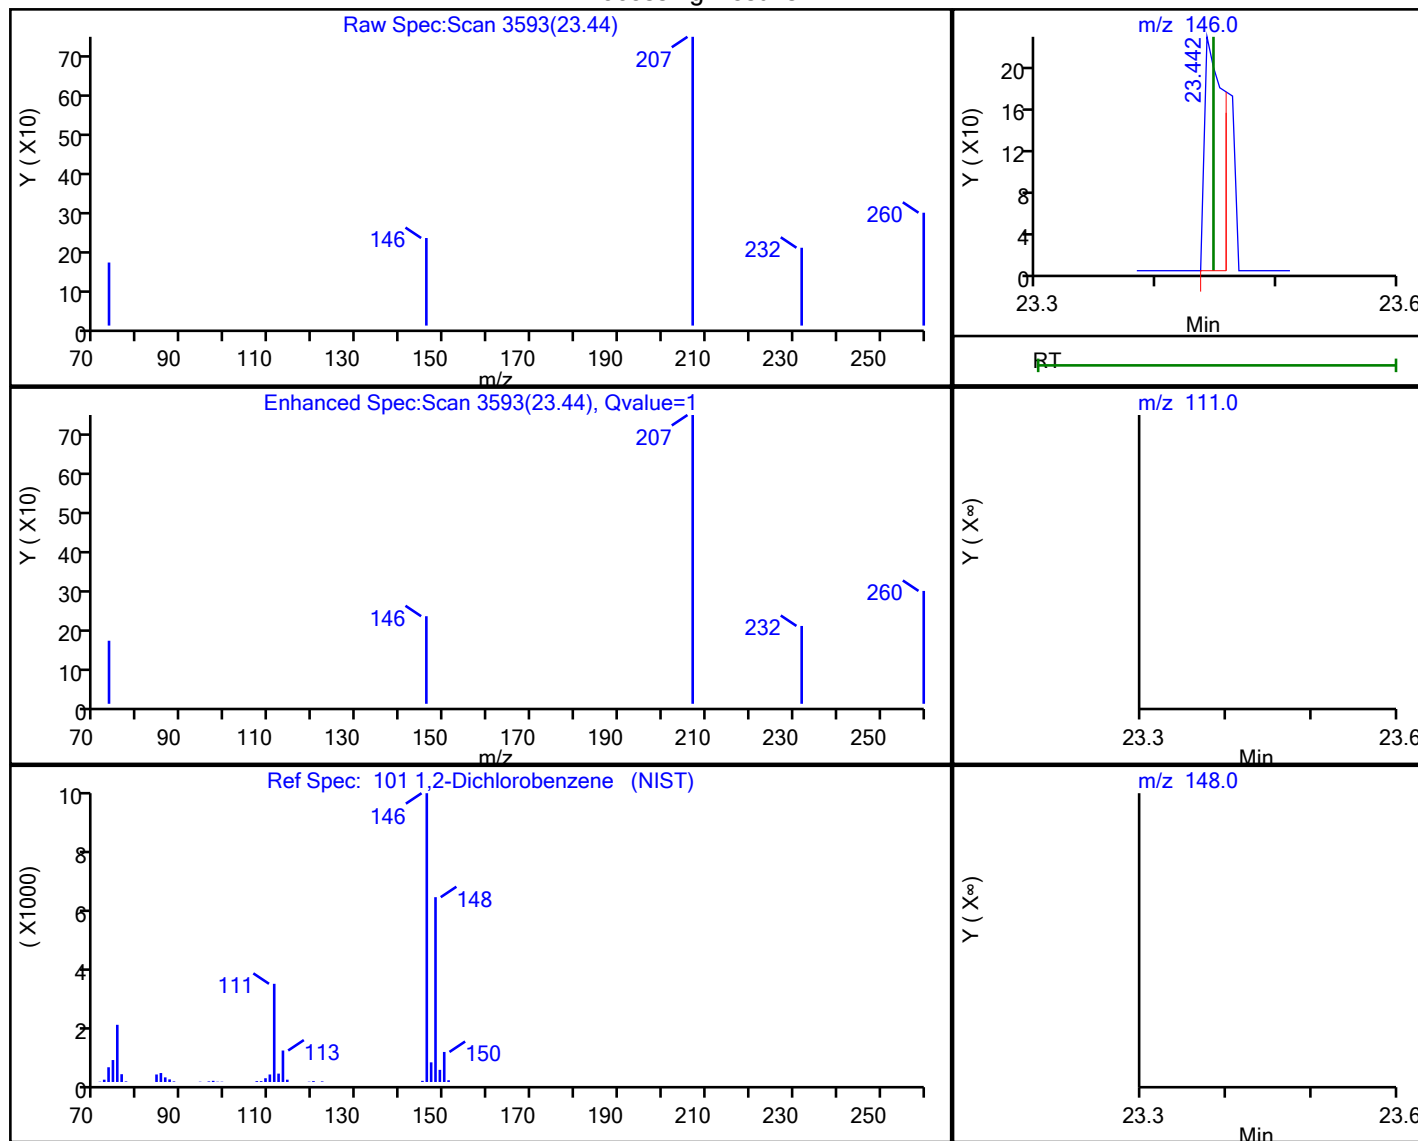 Raw Spec:Scan 3593(23.44)
Y ( X10)
70
60
50
40
30
20
10
0
207
146
232
260
70 90 110 130 150 170 190 210 230 250
m/z
m/z 146.0
Y ( X10)
20
16
12
8
4
0
23.442
23.3 23.6
Min
RT
Enhanced Spec:Scan 3593(23.44), Qvalue=1
Y ( X10)
70
60
50
40
30
20
10
0
207
146
232
260
70 90 110 130 150 170 190 210 230 250
m/z
m/z 111.0
Y ( X∞)
23.3 23.6
Min
Ref Spec: 101 1,2-Dichlorobenzene (NIST)
( X1000)
10
8
6
4
2
0
146
148
111
113
150
70 90 110 130 150 170 190 210 230 250
m/z 148.0
Y ( X∞)
23.3 23.6
Min